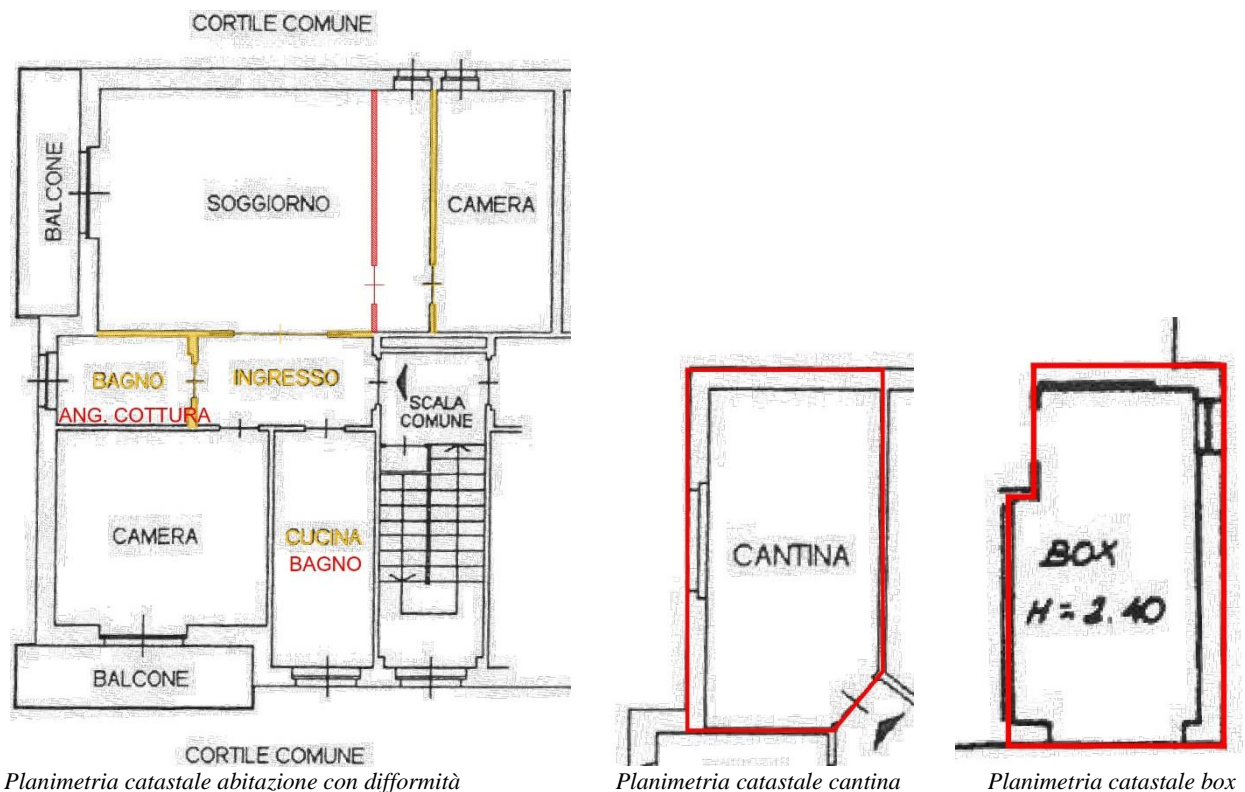 CORTILE COMUNE
BALCONE
SOGGIORNO
CAMERA
BAGNO
INGRESSO
ANG. COTTURA
SCALA
COMUNE
CAMERA
CUCINA
BAGNO
BALCONE
CORTILE COMUNE
CANTINA
BOX
H = 2.40
Planimetria catastale abitazione con difformità
Planimetria catastale cantina
Planimetria catastale box